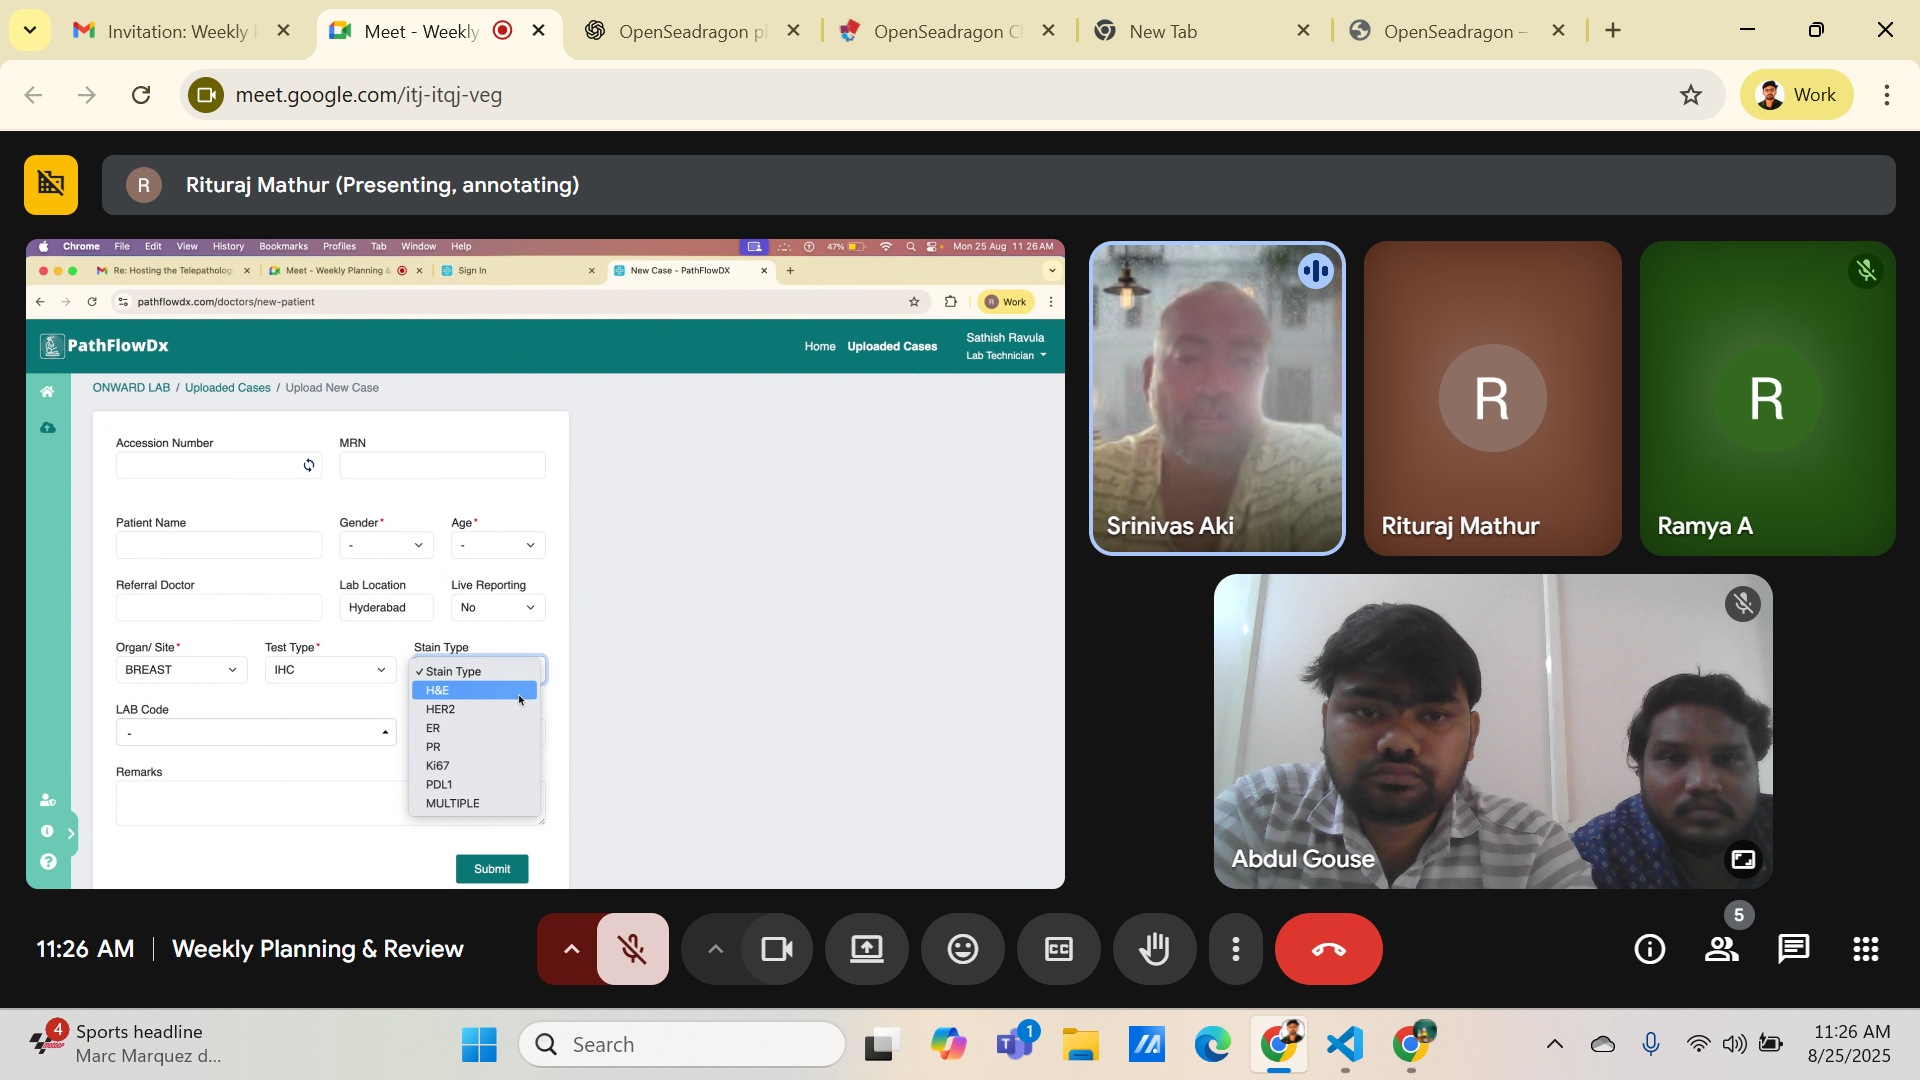 Invitation: Weekly
Meet - Weekly
OpenSeadragon
OpenSeadragon
New Tab
OpenSeadragon –
meet.google.com/itj-itqj-veg
Work
R
Rituraj Mathur (Presenting, annotating)
Chrome File Edit View History Bookmarks Profiles Tab Window Help
47%
Mon 25 Aug 11 26 AM
Re: Hosting the Telepatholog
Meet - Weekly Planning &
Sign In
New Case - PathFlowDX
pathflowdx.com/doctors/new-patient
R Work
PathFlowDx
Home
Uploaded Cases
Sathish Ravula
Lab Technician
ONWARD LAB / Uploaded Cases / Upload New Case
Accession Number
MRN
Patient Name
Gender*
Age*
-
-
Referral Doctor
Lab Location
Live Reporting
Hyderabad
No
Organ/ Site*
Test Type*
Stain Type
BREAST
IHC
✓ Stain Type
H&E
HER2
ER
PR
Ki67
PDL1
MULTIPLE
LAB Code
-
Remarks
Submit
Srinivas Aki
R
Rituraj Mathur
R
Ramya A
Abdul Gouse
11:26 AM | Weekly Planning & Review
CC
5
4
Sports headline
Marc Marquez d...
Search
1
11:26 AM
8/25/2025